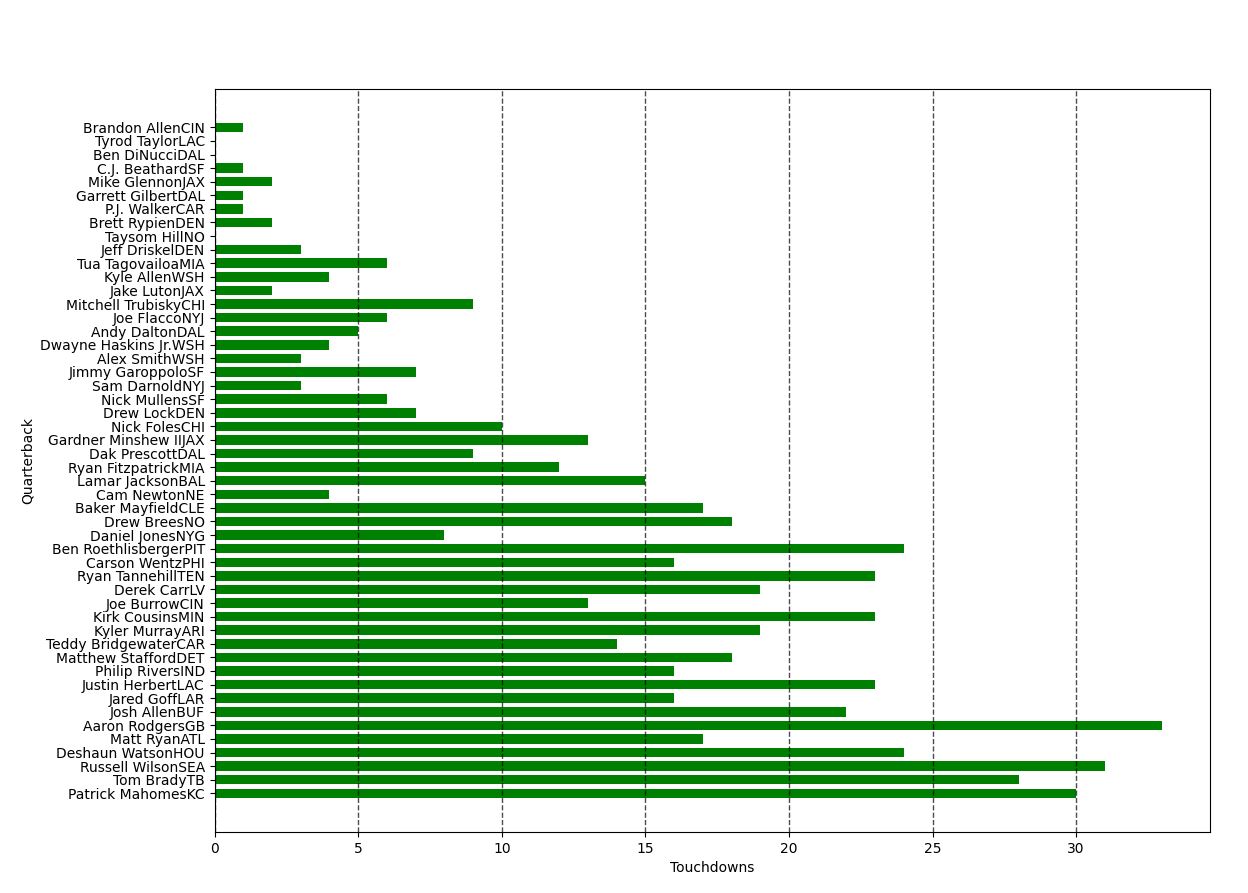 Brandon AllenCIN
Tyrod TaylorLAC
Ben DiNucciDAL
C.J. BeathardSF
Mike GlennonJAX
Garrett GilbertDAL
P.J. WalkerCAR
Brett RypienDEN
Taysom HillNO
Jeff DriskelDEN
Tua TagovailoaMIA
Kyle AllenWSH
Jake LutonJAX
Mitchell TrubiskyCHI
Joe FlaccoNYJ
Andy DaltonDAL
Dwayne Haskins Jr.WSH
Alex SmithWSH
Jimmy GaroppoloSF
Sam DarnoldNYJ
Nick MullensSF
Drew LockDEN
Nick FolesCHI
Gardner Minshew IIJAX
Dak PrescottDAL
Ryan FitzpatrickMIA
Lamar JacksonBAL
Cam NewtonNE
Baker MayfieldCLE
Drew BreesNO
Daniel JonesNYG
Ben RoethlisbergerPIT
Carson WentzPHI
Ryan TannehillTEN
Derek CarrLV
Joe BurrowCIN
Kirk CousinsMIN
Kyler MurrayARI
Teddy BridgewaterCAR
Matthew StaffordDET
Philip RiversIND
Justin HerbertLAC
Jared GoffLAR
Josh AllenBUF
Aaron RodgersGB
Matt RyanATL
Deshaun WatsonHOU
Russell WilsonSEA
Tom BradyTB
Patrick MahomesKC
Quarterback
0 5 10 15 20 25 30
Touchdowns